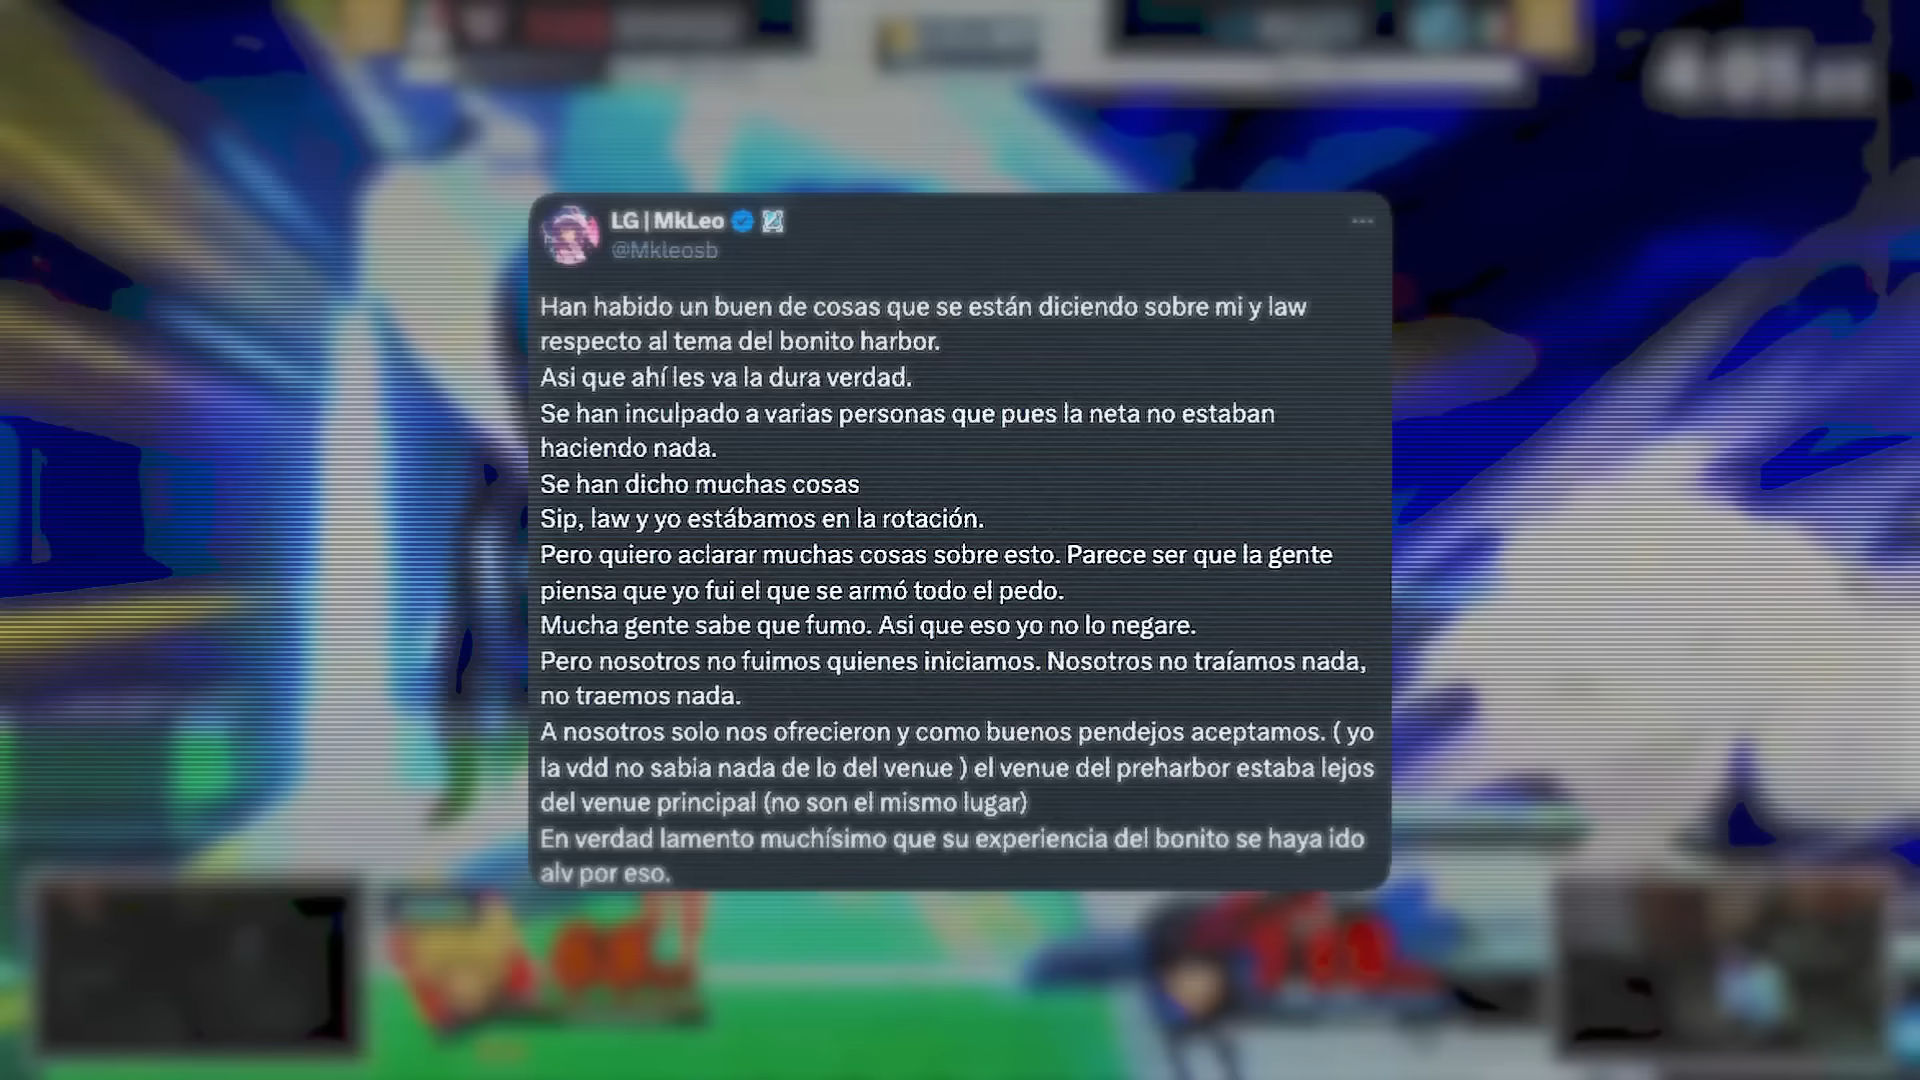 LG | MkLeo
@Mkleosb
Han habido un buen de cosas que se están diciendo sobre mi y law
respecto al tema del bonito harbor.
Asi que ahí les va la dura verdad.
Se han inculpado a varias personas que pues la neta no estaban
haciendo nada.
Se han dicho muchas cosas
Sip, law y yo estábamos en la rotación.
Pero quiero aclarar muchas cosas sobre esto. Parece ser que la gente
piensa que yo fui el que se armó todo el pedo.
Mucha gente sabe que fumo. Asi que eso yo no lo negare.
Pero nosotros no fuimos quienes iniciamos. Nosotros no traíamos nada,
no traemos nada.
A nosotros solo nos ofrecieron y como buenos pendejos aceptamos. ( yo
la vdd no sabia nada de lo del venue ) el venue del preharbor estaba lejos
del venue principal (no son el mismo lugar)
En verdad lamento muchísimo que su experiencia del bonito se haya ido
alv por eso.